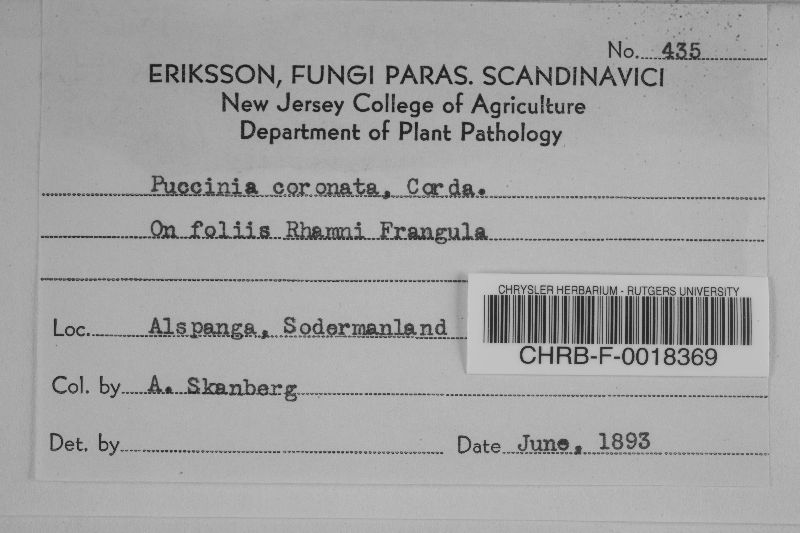 No. 435
ERIKSSON, FUNGI PARAS. SCANDINAVICI
New Jersey College of Agriculture
Department of Plant Pathology
Puccinia coronata, Corda.
On foliis Rhamni Frangula
CHRYSLER HERBARIUM - RUTGERS UNIVERSITY
Loc. Alspanga, Sodermanland
CHRB-F-0018369
Col. by A. Skanberg
Det. by
Date June, 1893